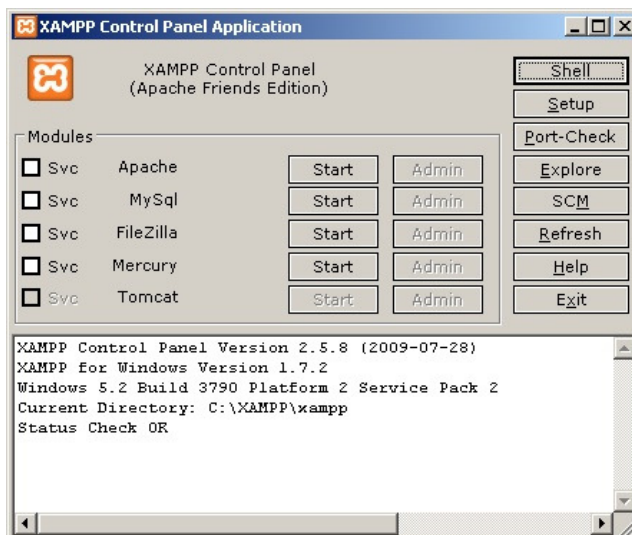 XAMPP Control Panel Application
XAMPP Control Panel
(Apache Friends Edition)
Shell
Setup
Port-Check
Explore
SCM
Refresh
Help
Exit
Modules
Svc Apache Start Admin
Svc MySql Start Admin
Svc FileZilla Start Admin
Svc Mercury Start Admin
Svc Tomcat Start Admin
XAMPP Control Panel Version 2.5.8 (2009-07-28)
XAMPP for Windows Version 1.7.2
Windows 5.2 Build 3790 Platform 2 Service Pack 2
Current Directory: C:\XAMPP\xampp
Status Check OR